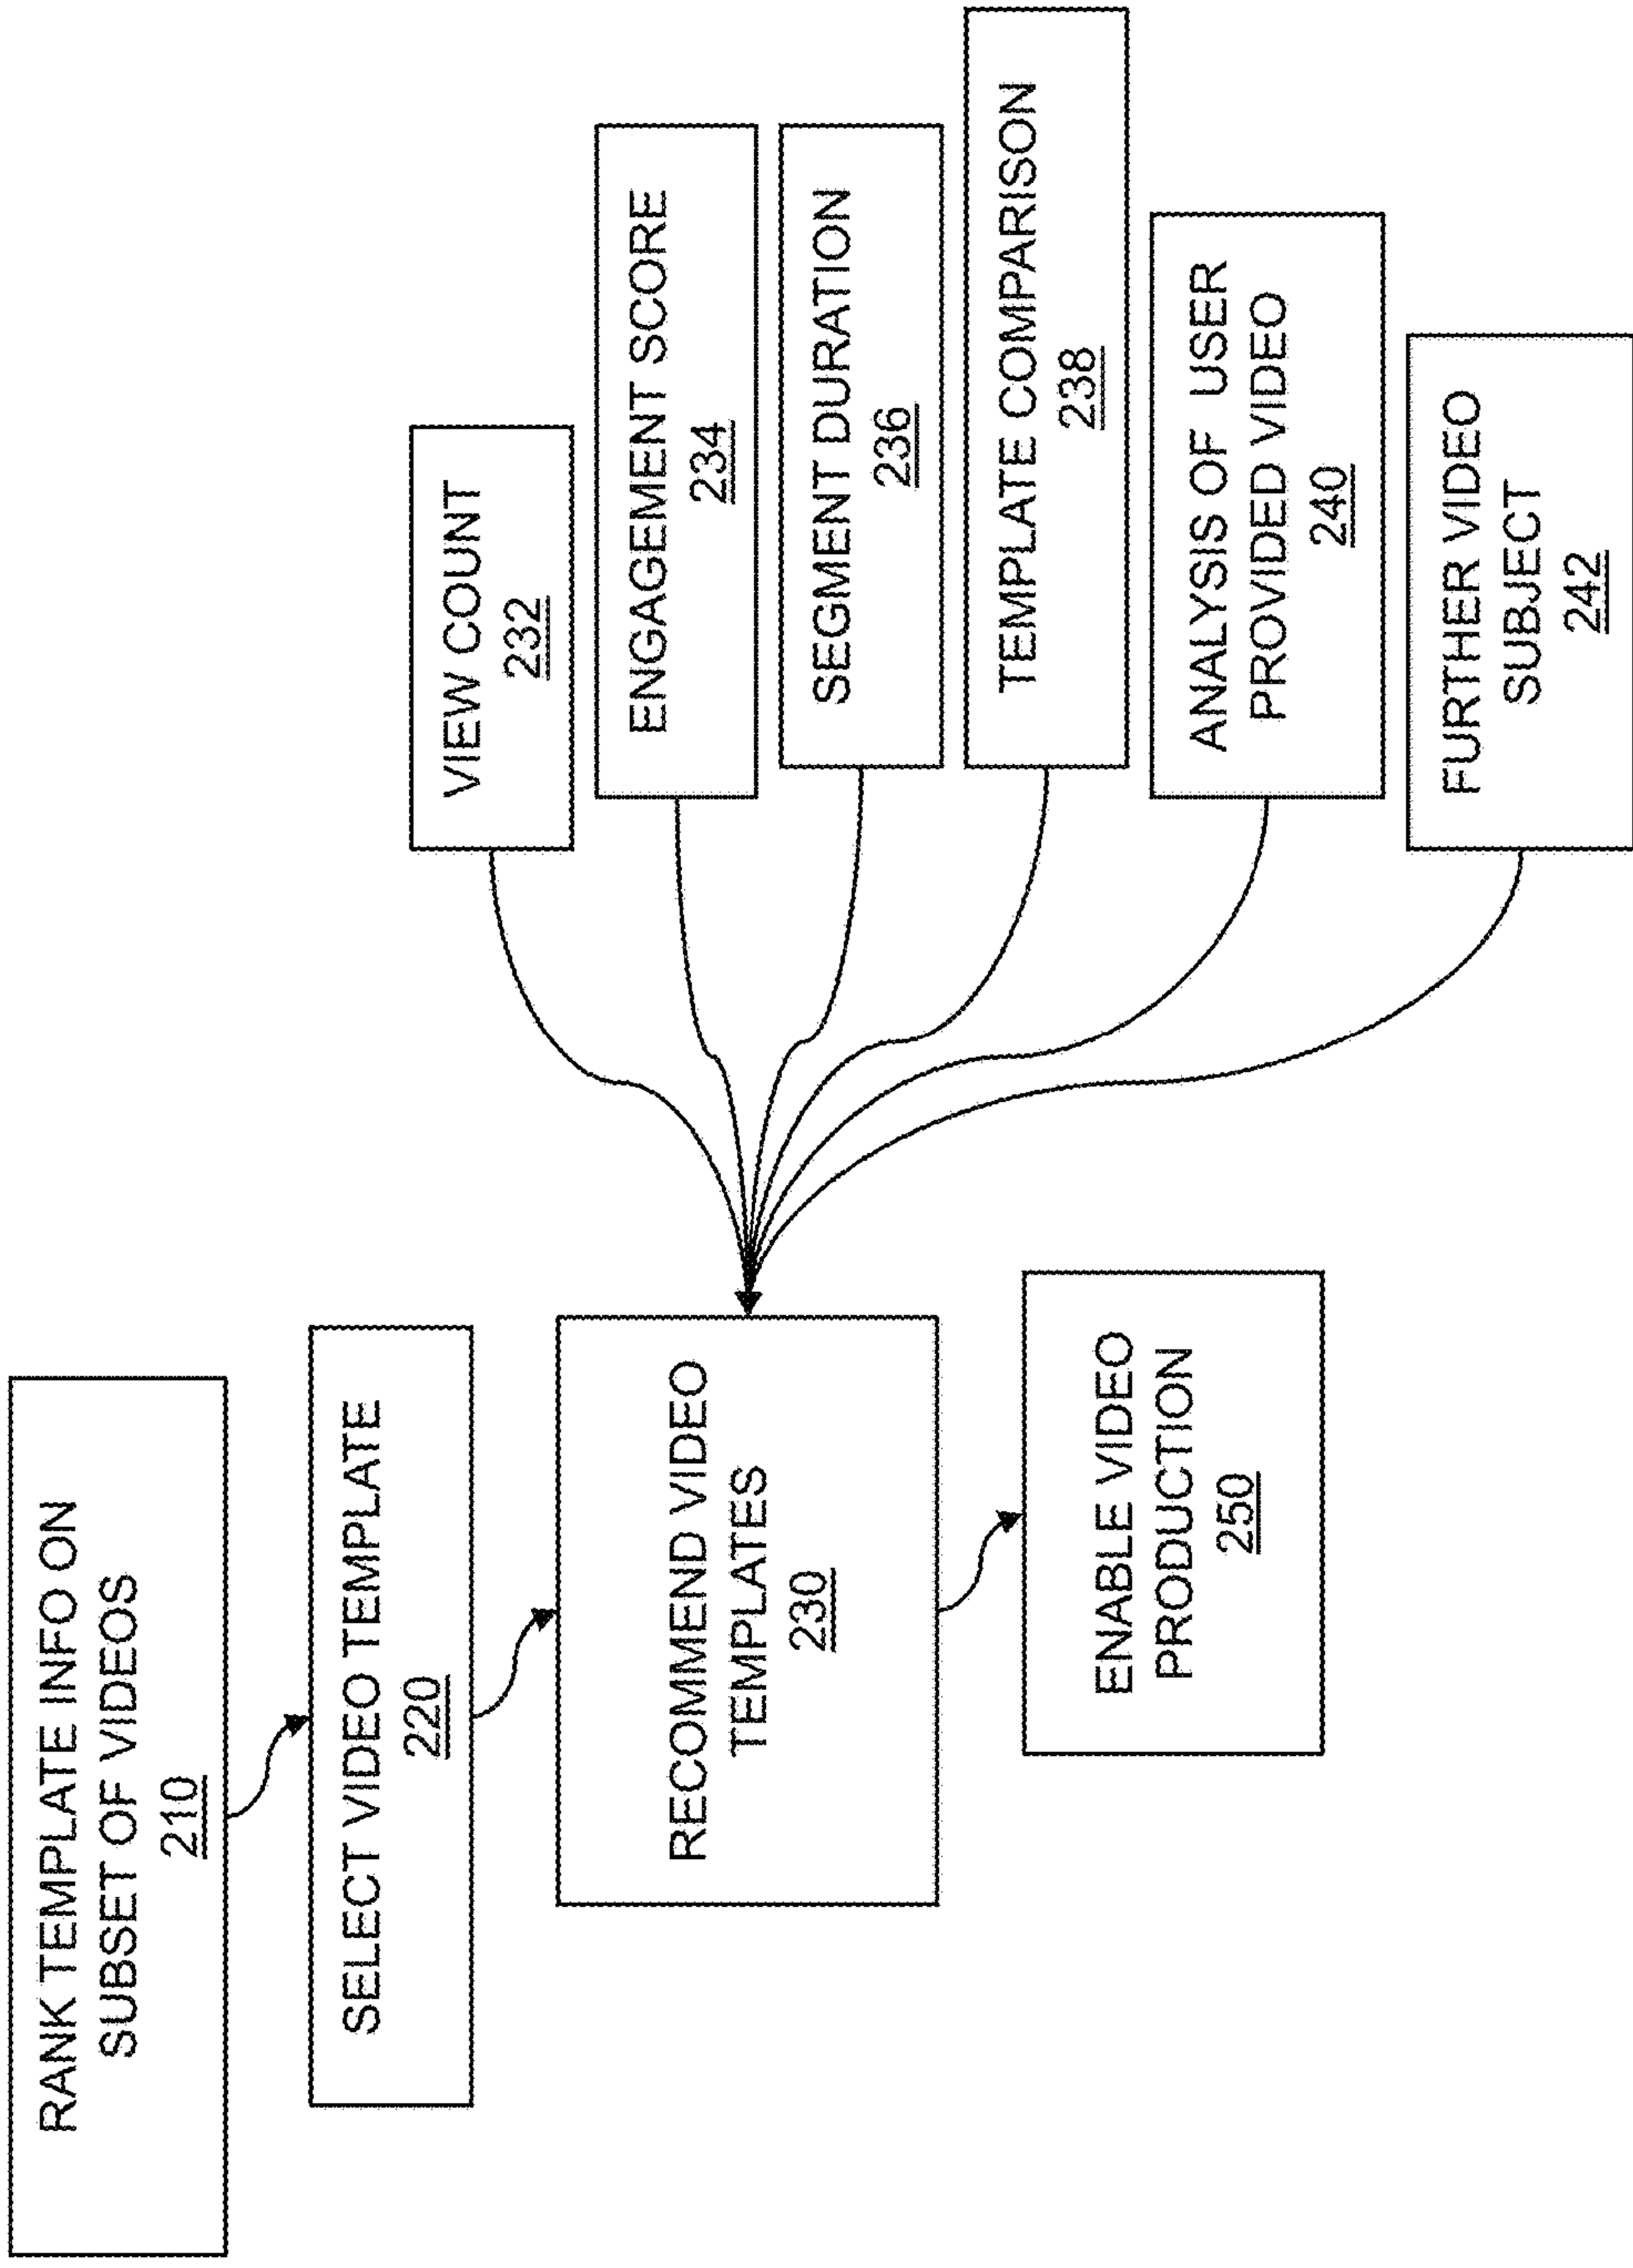 RANK TEMPLATE INFO ON
SUBSET OF VIDEOS
210
SELECT VIDEO TEMPLATE
220
RECOMMEND VIDEO
TEMPLATES
230
ENABLE VIDEO
PRODUCTION
250
VIEW COUNT
232
ENGAGEMENT SCORE
234
SEGMENT DURATION
236
TEMPLATE COMPARISON
238
ANALYSIS OF USER
PROVIDED VIDEO
240
FURTHER VIDEO
SUBJECT
242